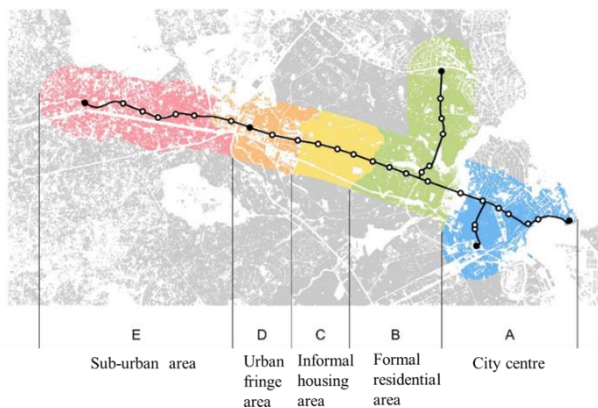 E D C B A
Sub-urban area Urban Informal Formal City centre
fringe housing residential
area area area